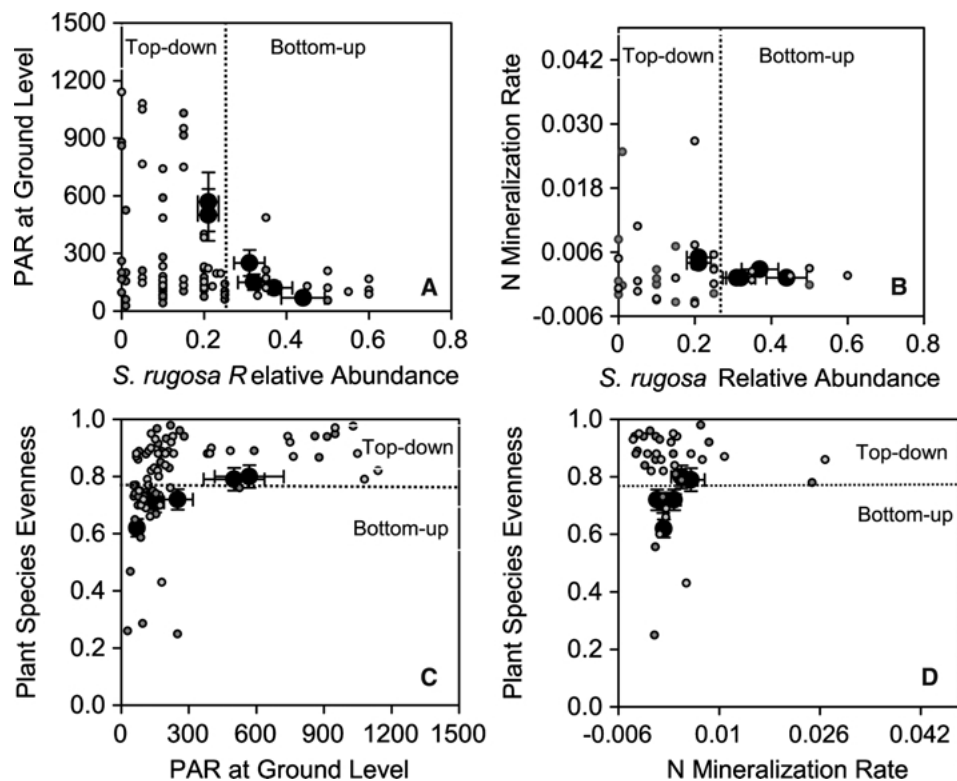 1500
1200
900
600
300
0
PAR at Ground Level
Top-down
Bottom-up
A
0.0
0.2
0.4
0.6
0.8
S. rugosa Relative Abundance
0.042
0.030
0.018
0.006
-0.006
N Mineralization Rate
Top-down
Bottom-up
B
0.0
0.2
0.4
0.6
0.8
S. rugosa Relative Abundance
1.0
0.8
0.6
0.4
0.2
0.0
Plant Species Evenness
Top-down
Bottom-up
C
0
300
600
900
1200
1500
PAR at Ground Level
1.0
0.8
0.6
0.4
0.2
0.0
Plant Species Evenness
Top-down
Bottom-up
D
-0.006
0.01
0.026
0.042
N Mineralization Rate